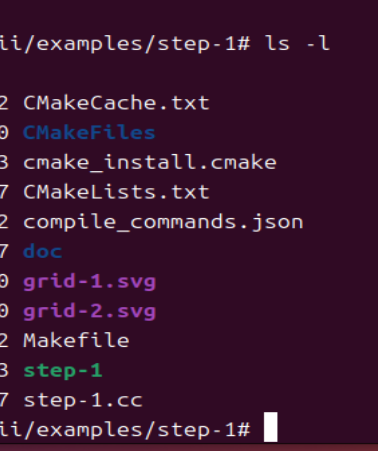 ii/examples/step-1# ls -l
2 CMakeCache.txt
0 CMakeFiles
3 cmake_install.cmake
7 CMakeLists.txt
2 compile_commands.json
7 doc
0 grid-1.svg
0 grid-2.svg
2 Makefile
3 step-1
7 step-1.cc
ii/examples/step-1#